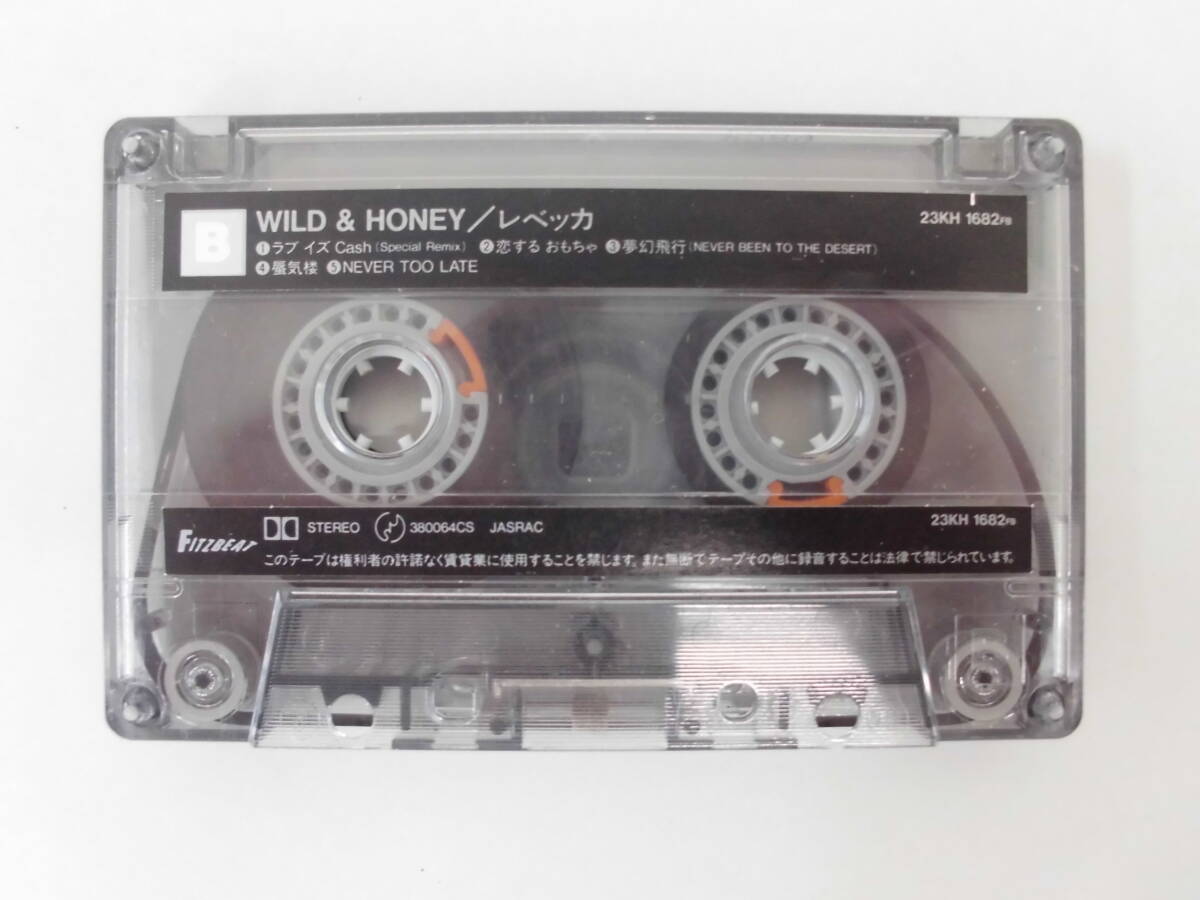 B
WILD & HONEY／レベッカ 23KH 1682FB
①ラブ イズ Cash (Special Remix) ②恋する おもちゃ ③夢幻飛行 (NEVER BEEN TO THE DESERT)
④蜃気楼 ⑤NEVER TOO LATE
FITZBEAT STEREO 380064CS JASRAC 23KH 1682FB
このテープは権利者の許諾なく賃貸業に使用することを禁じます。また無断でテープその他に録音することは法律で禁じられています。